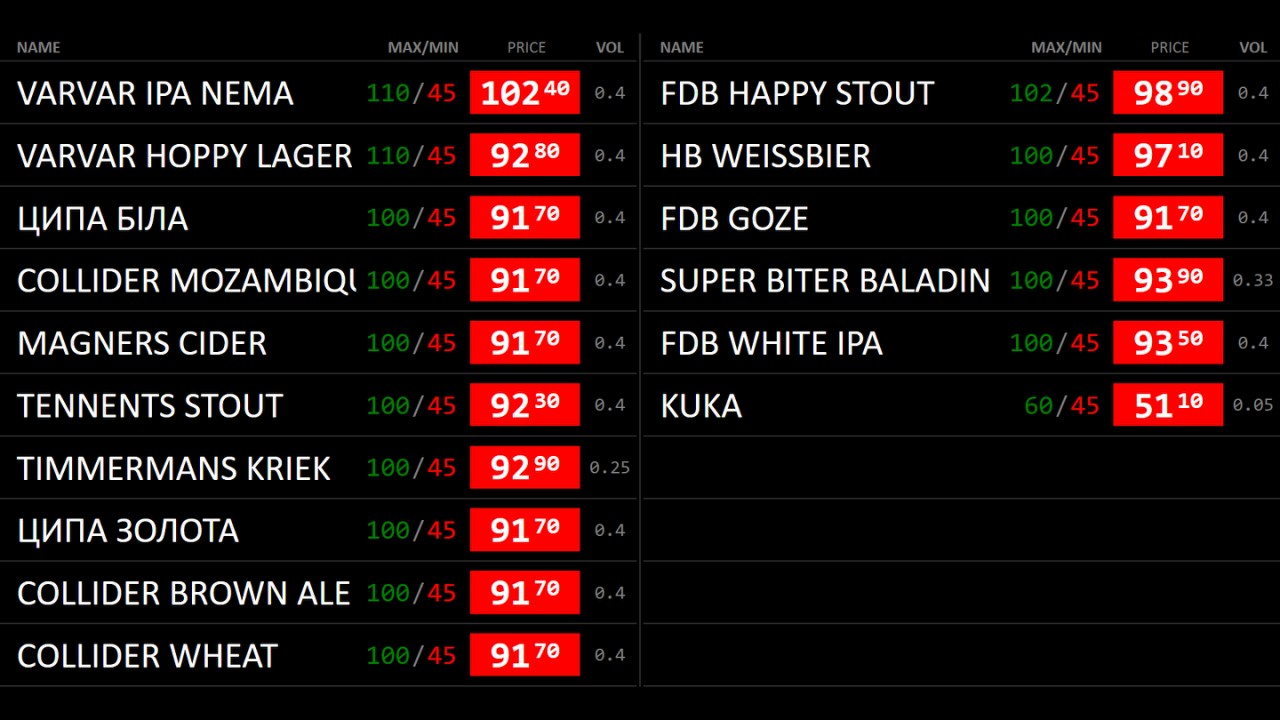 NAME MAX/MIN PRICE VOL
VARVAR IPA NEMA 110/45 102 40 0.4
VARVAR HOPPY LAGER 110/45 92 80 0.4
ЦИПА БІЛА 100/45 91 70 0.4
COLLIDER MOZAMBIQU 100/45 91 70 0.4
MAGNERS CIDER 100/45 91 70 0.4
TENNENTS STOUT 100/45 92 30 0.4
TIMMERMANS KRIEK 100/45 92 90 0.25
ЦИПА ЗОЛОТА 100/45 91 70 0.4
COLLIDER BROWN ALE 100/45 91 70 0.4
COLLIDER WHEAT 100/45 91 70 0.4
NAME MAX/MIN PRICE VOL
FDB HAPPY STOUT 102/45 98 90 0.4
HB WEISSBIER 100/45 97 10 0.4
FDB GOZE 100/45 91 70 0.4
SUPER BITER BALADIN 100/45 93 90 0.33
FDB WHITE IPA 100/45 93 50 0.4
KUKA 60/45 51 10 0.05